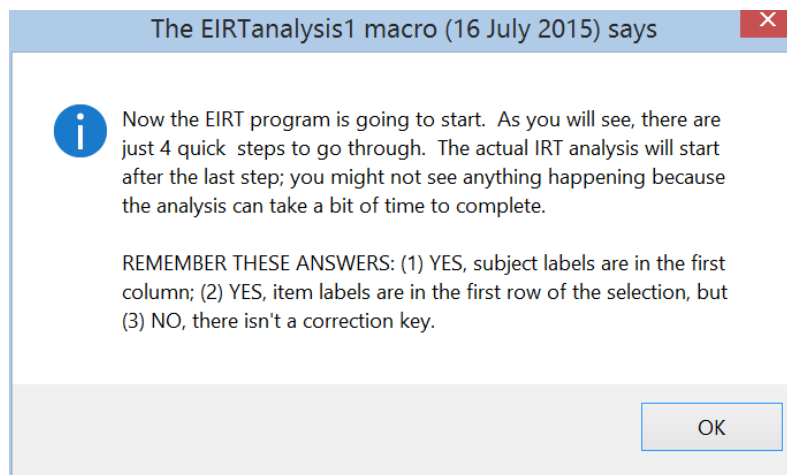 The EIRTanalysis1 macro (16 July 2015) says
Now the EIRT program is going to start. As you will see, there are
just 4 quick steps to go through. The actual IRT analysis will start
after the last step; you might not see anything happening because
the analysis can take a bit of time to complete.
REMEMBER THESE ANSWERS: (1) YES, subject labels are in the first
column; (2) YES, item labels are in the first row of the selection, but
(3) NO, there isn't a correction key.
OK